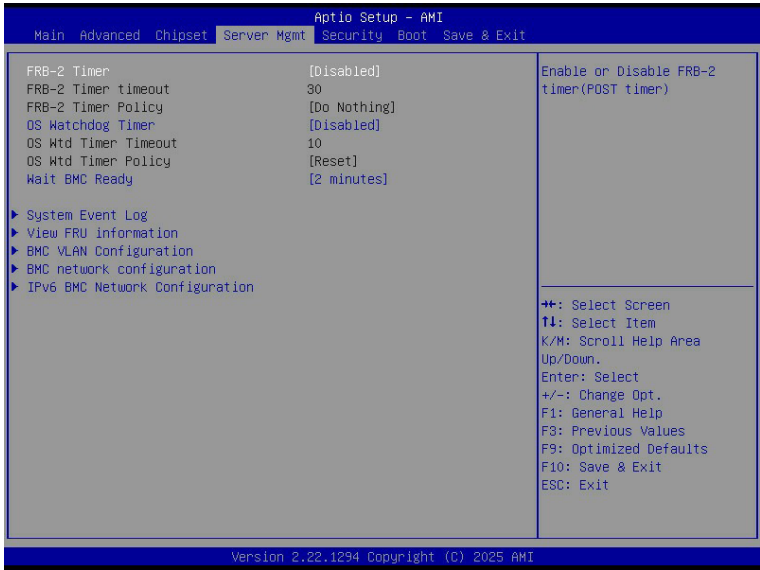 Aptio Setup – AMI
Main Advanced Chipset Server Mgmt Security Boot Save & Exit
FRB-2 Timer [Disabled]
FRB-2 Timer timeout 30
FRB-2 Timer Policy [Do Nothing]
OS Watchdog Timer [Disabled]
OS Wtd Timer Timeout 10
OS Wtd Timer Policy [Reset]
Wait BMC Ready [2 minutes]
▶ System Event Log
▶ View FRU information
▶ BMC VLAN Configuration
▶ BMC network configuration
▶ IPv6 BMC Network Configuration
Enable or Disable FRB-2
timer(POST timer)
→←: Select Screen
↑↓: Select Item
K/M: Scroll Help Area
Up/Down.
Enter: Select
+/-: Change Opt.
F1: General Help
F3: Previous Values
F9: Optimized Defaults
F10: Save & Exit
ESC: Exit
Version 2.22.1294 Copyright (C) 2025 AMI